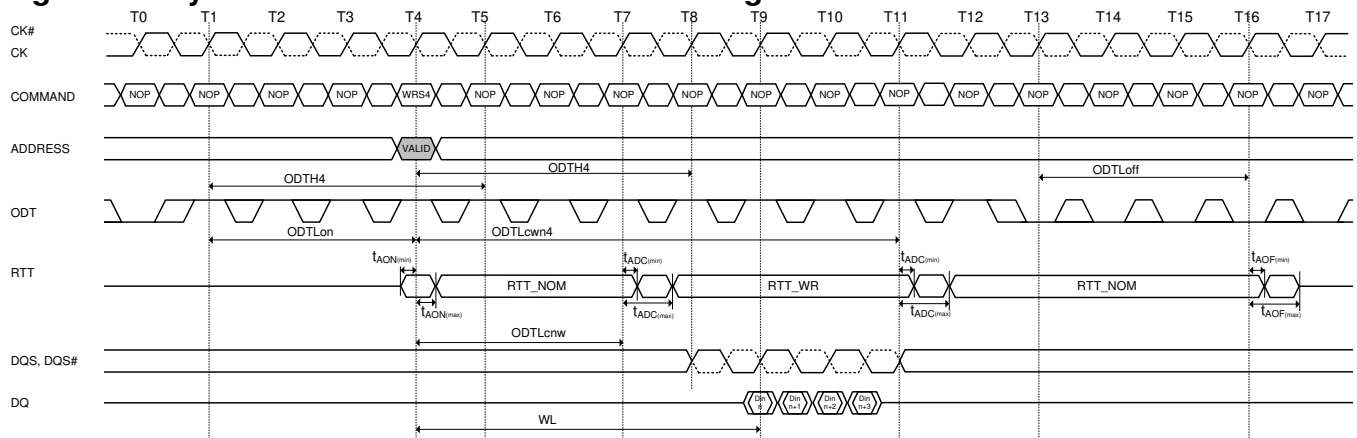 T0 T1 T2 T3 T4 T5 T6 T7 T8 T9 T10 T11 T12 T13 T14 T15 T16 T17
CK#
CK
COMMAND NOP NOP NOP NOP WRS4 NOP NOP NOP NOP NOP NOP NOP NOP NOP NOP NOP NOP NOP
ADDRESS VALID
ODTH4 ODTLoff
ODTH4
ODT
ODTLon ODTLcwn4
tAON(min) tADC(min) tADC(min) tAOF(min)
RTT
RTT_NOM RTT_WR RTT_NOM
tAON(max) tADC(max) tADC(max) tAOF(max)
ODTLcnw
DQS, DQS#
DQ Din n Din n+1 Din n+2 Din n+3
WL